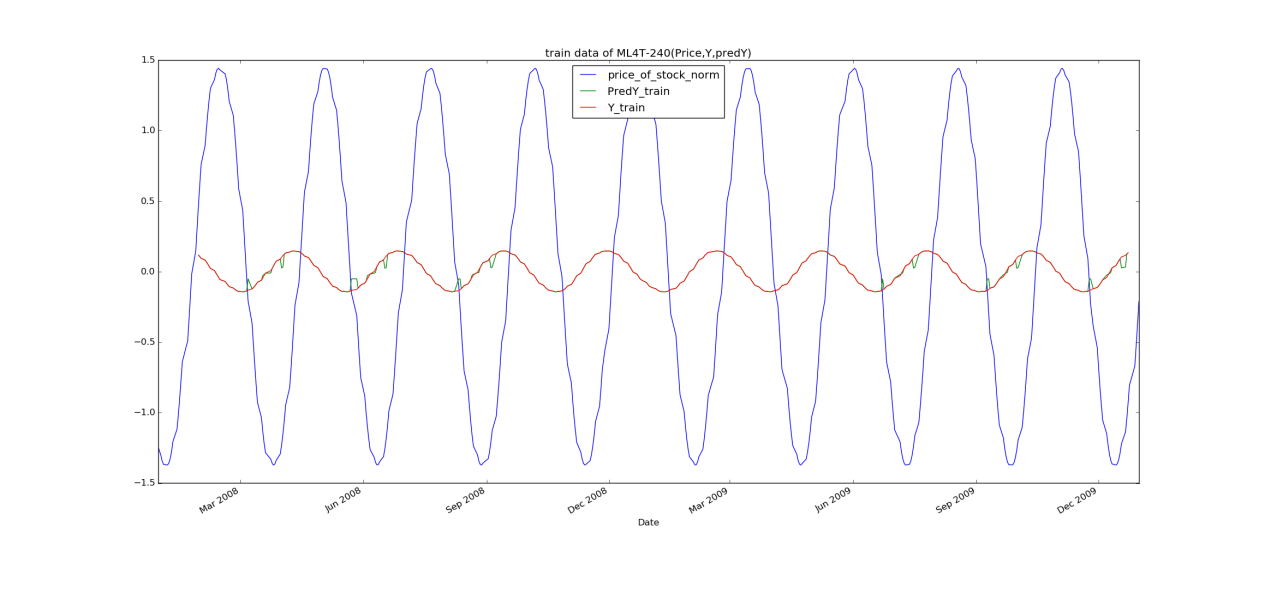 train data of ML4T-240(Price,Y,predY)
1.5
1.0
0.5
0.0
−0.5
−1.0
−1.5
price_of_stock_norm
PredY_train
Y_train
Mar 2008
Jun 2008
Sep 2008
Dec 2008
Mar 2009
Jun 2009
Sep 2009
Dec 2009
Date